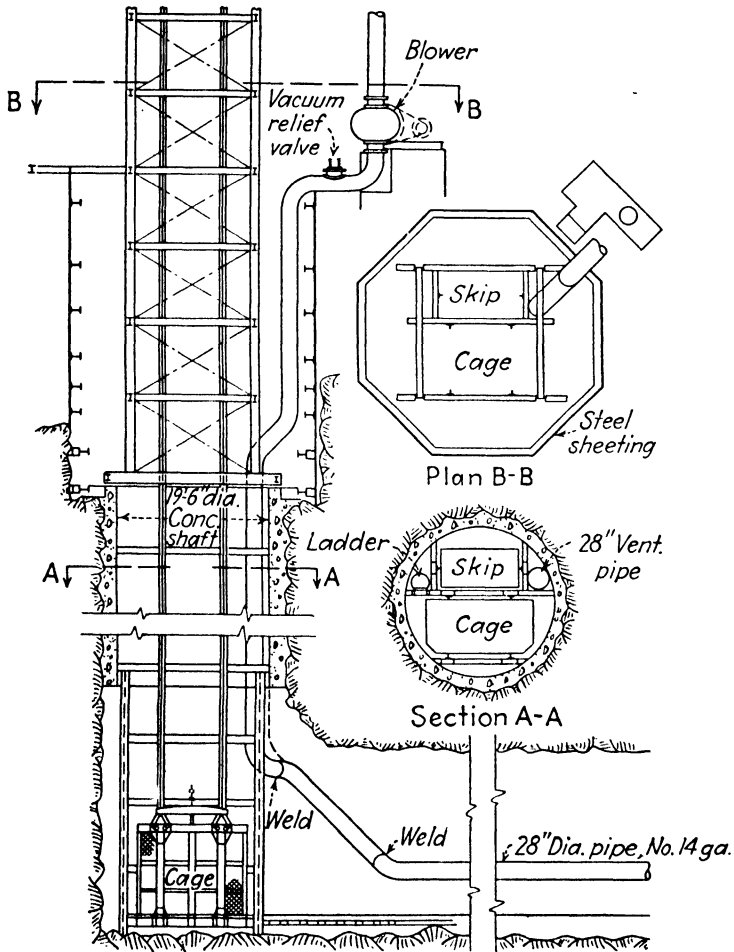 Blower
B
B
Vacuum
relief
valve
Skip
Cage
Steel
sheeting
Plan B-B
19'-6" dia.
Conc.
shaft
Ladder
28" Vent.
pipe
A
A
Skip
Cage
Section A-A
Weld
Weld
28" Dia. pipe, No. 14 ga.
Cage